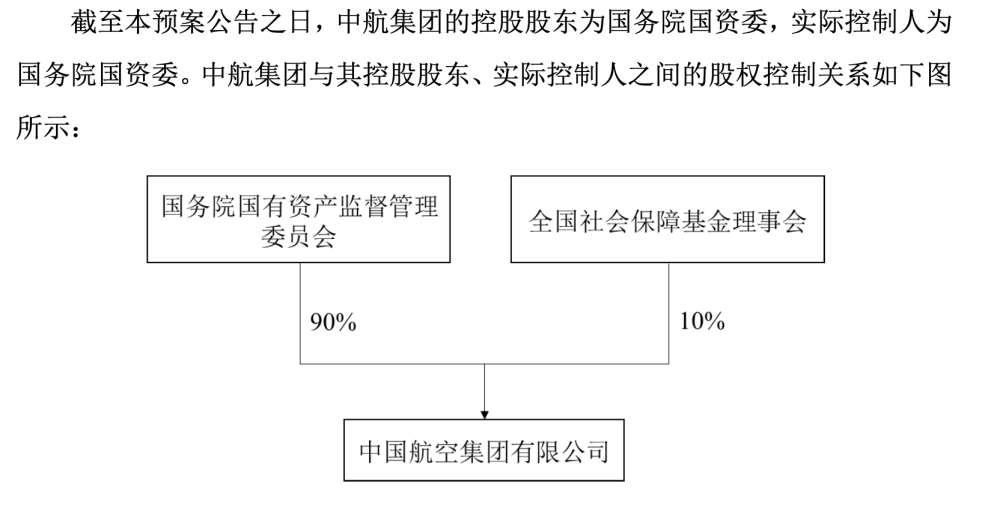 截至本预案公告之日，中航集团的控股股东为国务院国资委，实际控制人为
国务院国资委。中航集团与其控股股东、实际控制人之间的股权控制关系如下图
所示：
国务院国有资产监督管理
委员会
全国社会保障基金理事会
90%
10%
中国航空集团有限公司